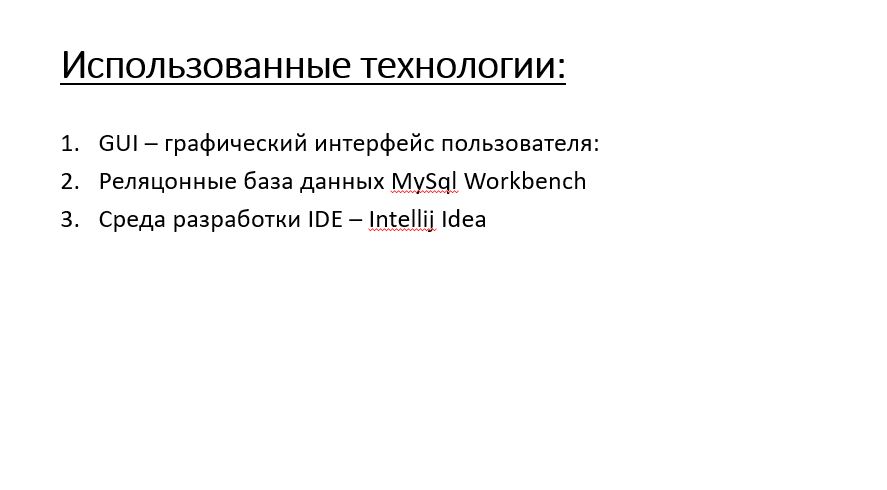 Использованные технологии:
1. GUI – графический интерфейс пользователя:
2. Реляцонные база данных MySql Workbench
3. Среда разработки IDE – Intellij Idea